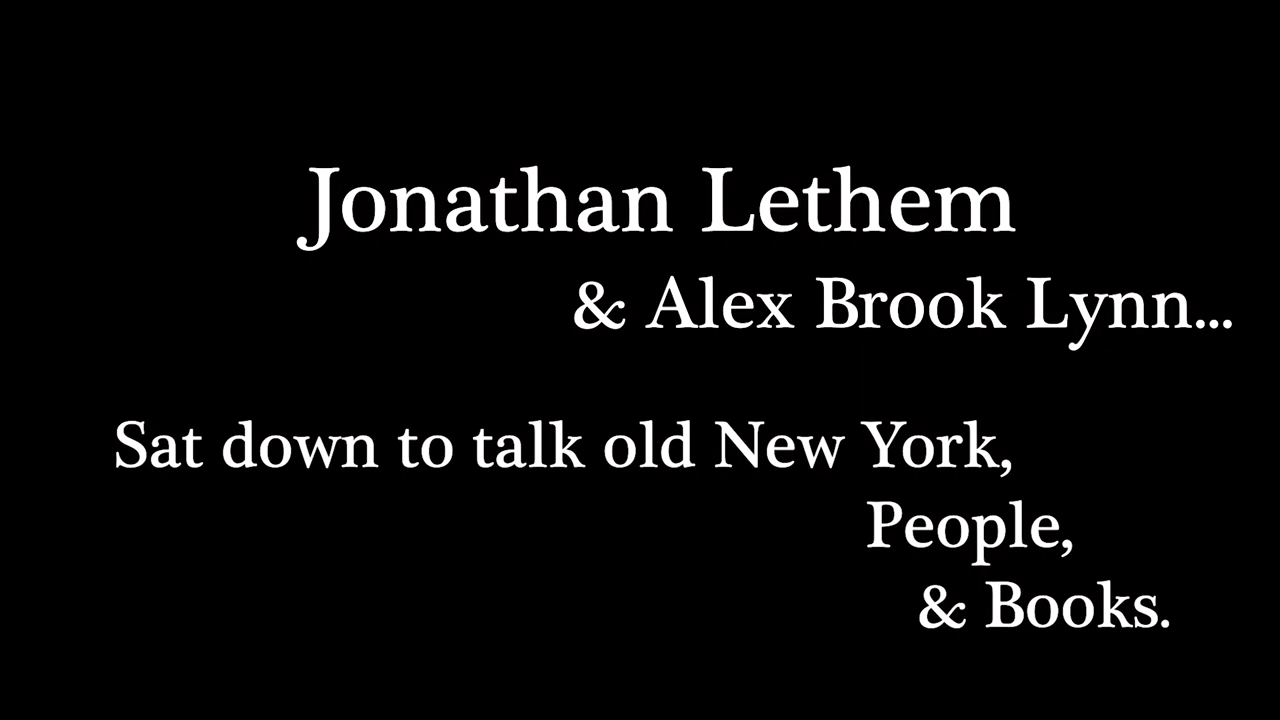 Jonathan Lethem
& Alex Brook Lynn...
Sat down to talk old New York,
People,
& Books.